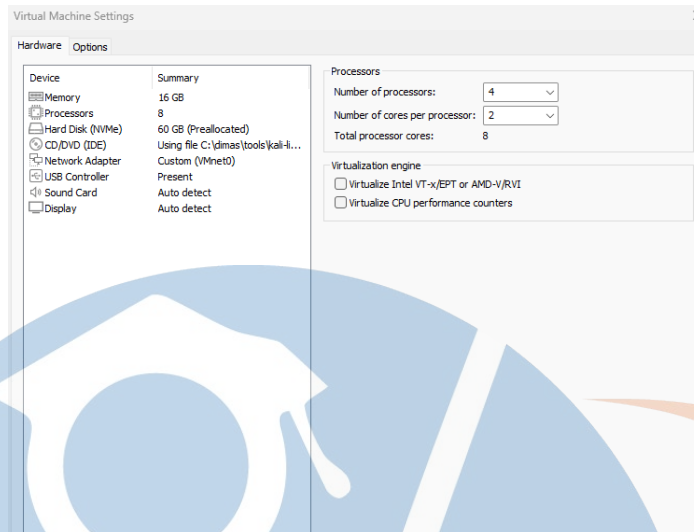 Virtual Machine Settings
Hardware Options
Device Summary
Memory 16 GB
Processors 8
Hard Disk (NVMe) 60 GB (Preallocated)
CD/DVD (IDE) Using file C:\dimas\tools\kali-li...
Network Adapter Custom (VMnet0)
USB Controller Present
Sound Card Auto detect
Display Auto detect
Processors
Number of processors: 4
Number of cores per processor: 2
Total processor cores: 8
Virtualization engine
Virtualize Intel VT-x/EPT or AMD-V/RVI
Virtualize CPU performance counters